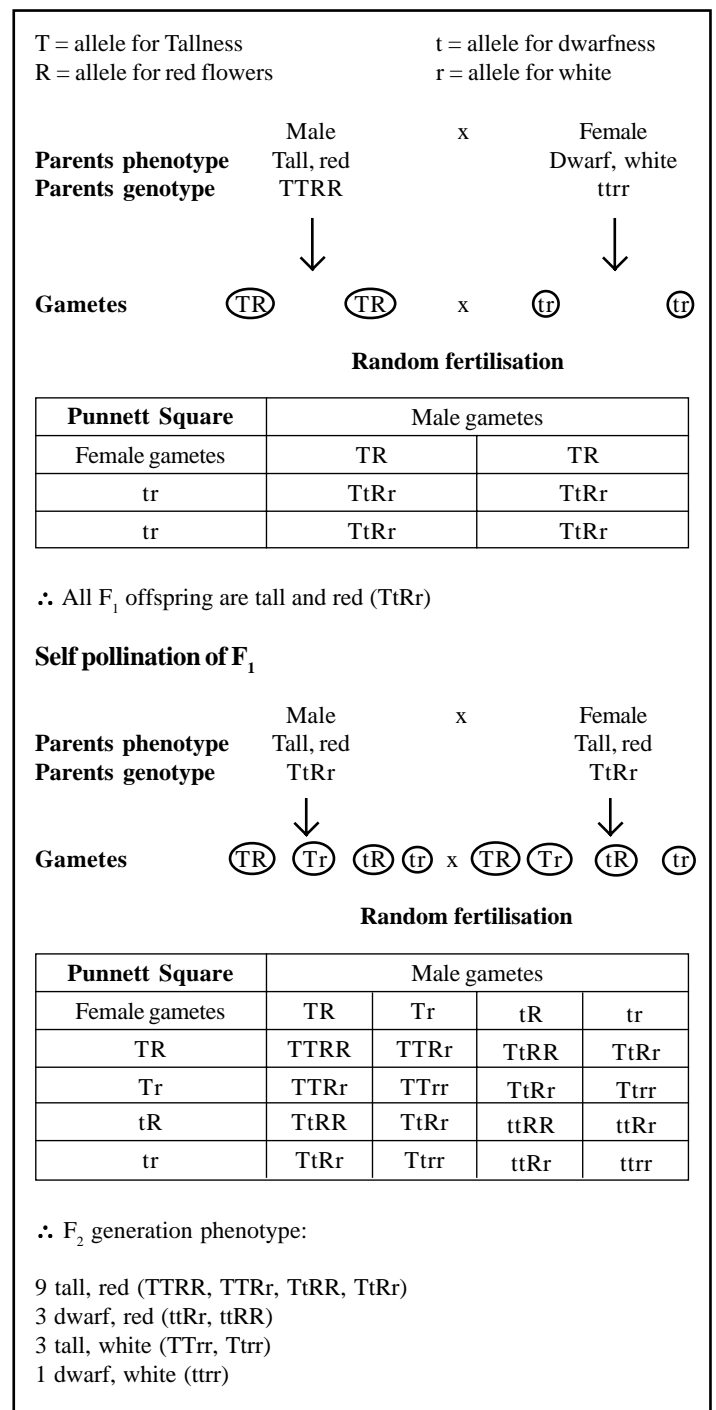 T = allele for Tallness t = allele for dwarfness
R = allele for red flowers r = allele for white
Male x Female
Parents phenotype Tall, red Dwarf, white
Parents genotype TTRR ttrr
Gametes TR TR x tr tr
Random fertilisation
Punnett Square Male gametes
Female gametes TR TR
tr TtRr TtRr
tr TtRr TtRr
∴ All F₁ offspring are tall and red (TtRr)
Self pollination of F₁
Male x Female
Parents phenotype Tall, red Tall, red
Parents genotype TtRr TtRr
Gametes TR Tr tR tr x TR Tr tR tr
Random fertilisation
Punnett Square Male gametes
Female gametes TR Tr tR tr
TR TTRR TTRr TtRR TtRr
Tr TTRr TTrr TtRr Ttrr
tR TtRR TtRr ttRR ttRr
tr TtRr Ttrr ttRr ttrr
∴ F₂ generation phenotype:
9 tall, red (TTRR, TTRr, TtRR, TtRr)
3 dwarf, red (ttRr, ttRR)
3 tall, white (TTrr, Ttrr)
1 dwarf, white (ttrr)